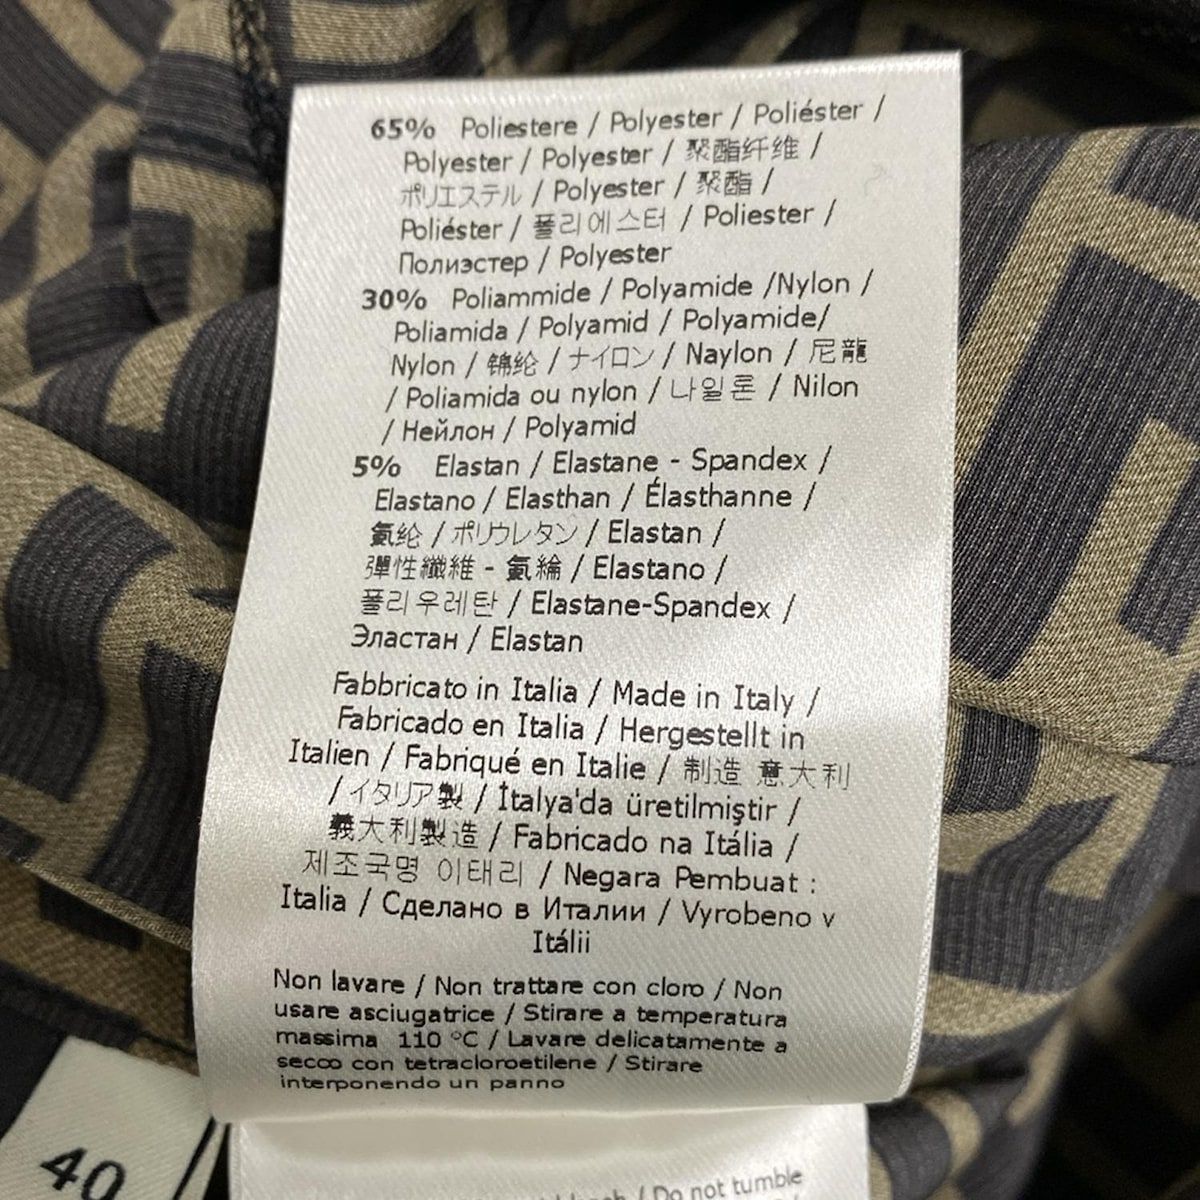 65% Poliestere / Polyester / Poliéster /
Polyester / Polyester / 聚酯纤维 /
ポリエステル / Polyester / 聚酯 /
Poliéster / 폴리에스터 / Poliester /
Полиэстер / Polyester
30% Poliammide / Polyamide /Nylon /
Poliamida / Polyamid / Polyamide/
Nylon / 锦纶 / ナイロン / Naylon / 尼龍
/ Poliamida ou nylon / 나일론 / Nilon
/ Нейлон / Polyamid
5% Elastan / Elastane - Spandex /
Elastano / Elasthan / Élasthanne /
氨纶 / ポリウレタン / Elastan /
彈性纖維 - 氨綸 / Elastano /
폴리우레탄 / Elastane-Spandex /
Эластан / Elastan
Fabbricato in Italia / Made in Italy /
Fabricado en Italia / Hergestellt in
Italien / Fabriqué en Italie / 制造 意大利
/ イタリア製 / İtalya'da üretilmiştir /
義大利製造 / Fabricado na Itália /
제조국명 이태리 / Negara Pembuat :
Italia / Сделано в Италии / Vyrobeno v
Itálii
Non lavare / Non trattare con cloro / Non
usare asciugatrice / Stirare a temperatura
massima 110 °C / Lavare delicatamente a
secco con tetracloroetilene / Stirare
interponendo un panno
40
/ Do not tumble